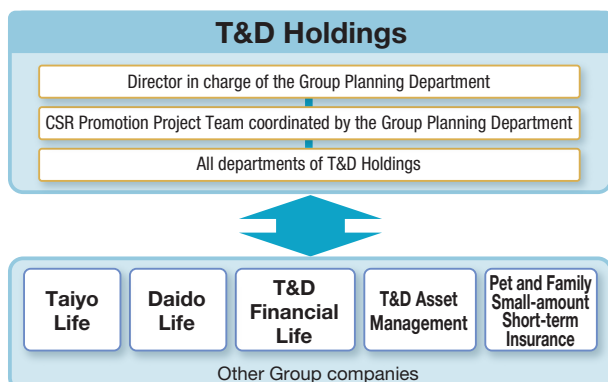 T&D Holdings
Director in charge of the Group Planning Department
CSR Promotion Project Team coordinated by the Group Planning Department
All departments of T&D Holdings
Taiyo
Life
Daido
Life
T&D
Financial
Life
T&D Asset
Management
Pet and Family
Small-amount
Short-term
Insurance
Other Group companies